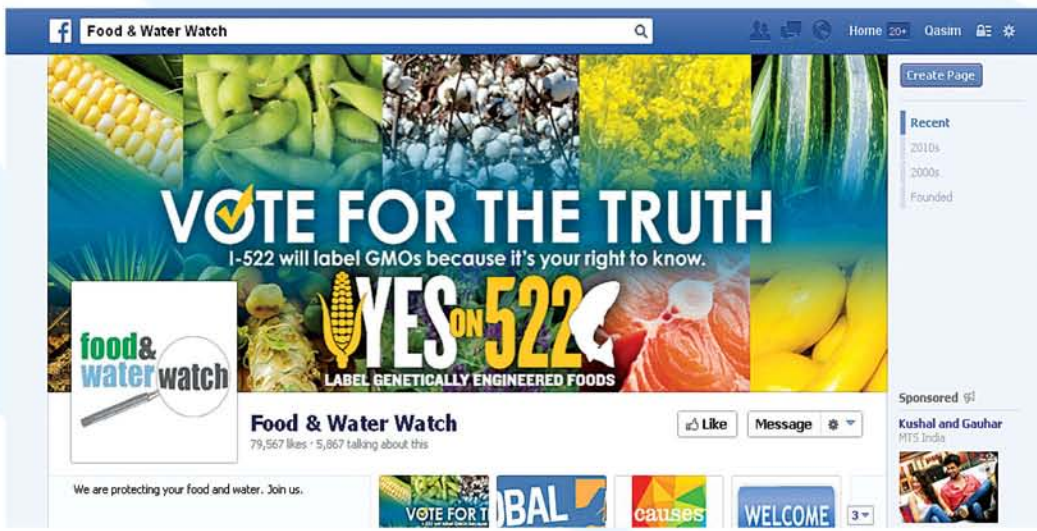 Food & Water Watch
Home 20+ Qasim
Create Page
Recent
2010s
2000s
Founded
VOTE FOR THE TRUTH
I-522 will label GMOs because it's your right to know.
YES ON 522
LABEL GENETICALLY ENGINEERED FOODS
food&
waterwatch
Food & Water Watch
79,567 likes · 5,867 talking about this
Like
Message
We are protecting your food and water. Join us.
VOTE FOR T
OBAL
causes
WELCOME
3
Sponsored
Kushal and Gauhar
MTS India